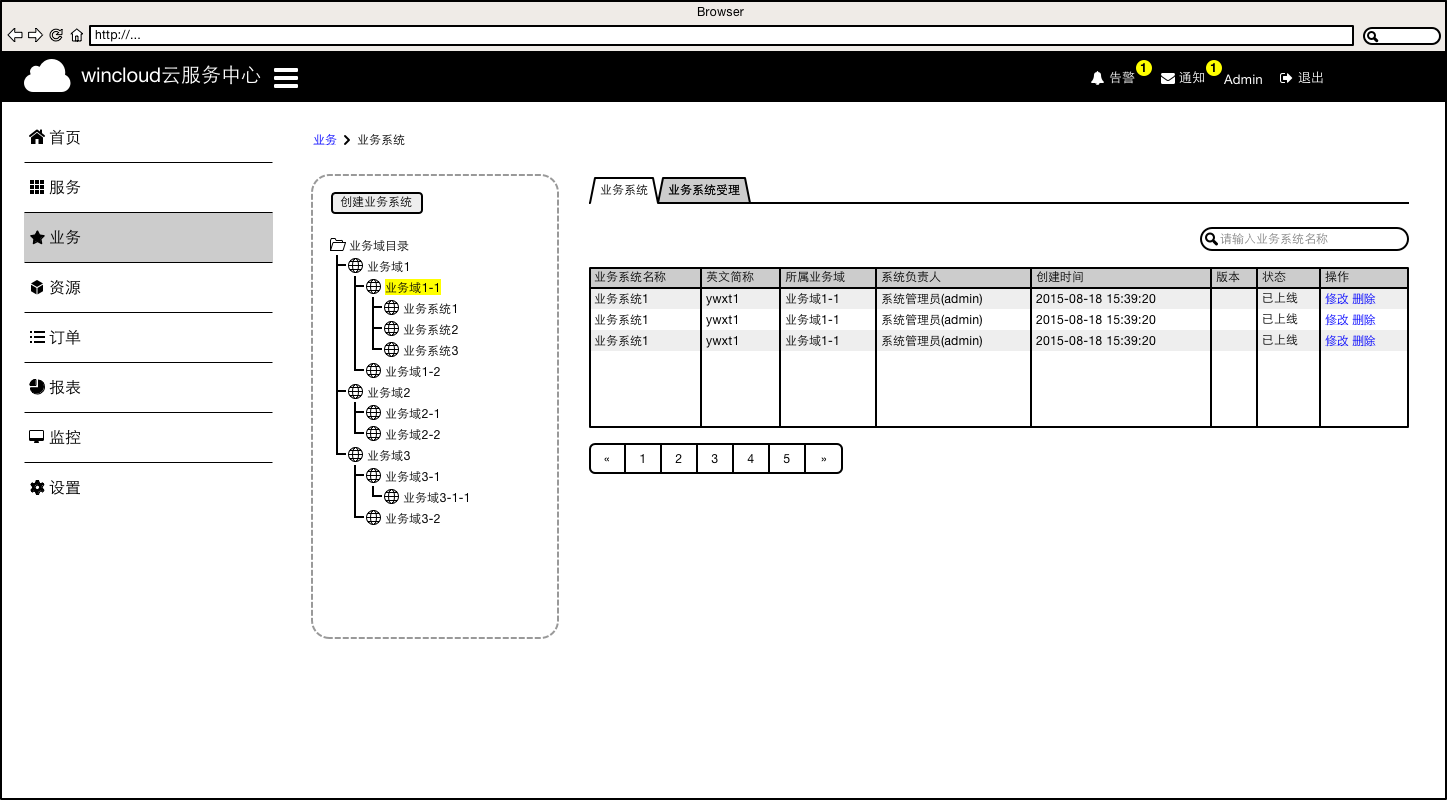 Browser
http://...
wincloud云服务中心
告警 1 通知 1 Admin 退出
首页
服务
业务
资源
订单
报表
监控
设置
业务 > 业务系统
创建业务系统
业务域目录
业务域1
业务域1-1
业务系统1
业务系统2
业务系统3
业务域1-2
业务域2
业务域2-1
业务域2-2
业务域3
业务域3-1
业务域3-1-1
业务域3-2
业务系统 业务系统受理
请输入业务系统名称
业务系统名称 英文简称 所属业务域 系统负责人 创建时间 版本 状态 操作
业务系统1 ywxt1 业务域1-1 系统管理员(admin) 2015-08-18 15:39:20 已上线 修改 删除
业务系统1 ywxt1 业务域1-1 系统管理员(admin) 2015-08-18 15:39:20 已上线 修改 删除
业务系统1 ywxt1 业务域1-1 系统管理员(admin) 2015-08-18 15:39:20 已上线 修改 删除
« 1 2 3 4 5 »